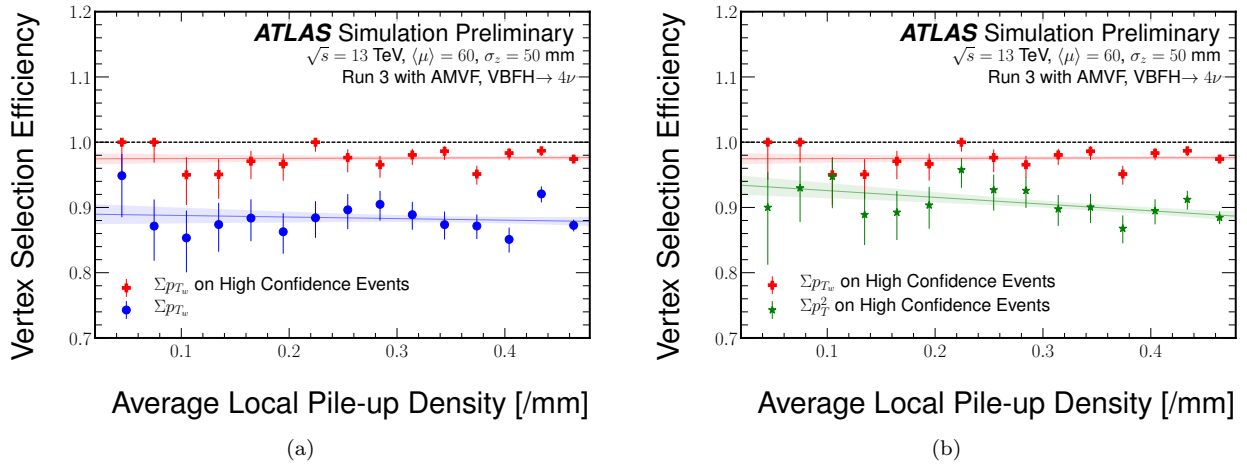 ATLAS Simulation Preliminary
√s = 13 TeV, ⟨μ⟩ = 60, σ_z = 50 mm
Run 3 with AMVF, VBFH→ 4ν
Vertex Selection Efficiency
1.2
1.1
1.0
0.9
0.8
0.7
Σp_{T_w} on High Confidence Events
Σp_{T_w}
0.1 0.2 0.3 0.4
Average Local Pile-up Density [/mm]
(a)
ATLAS Simulation Preliminary
√s = 13 TeV, ⟨μ⟩ = 60, σ_z = 50 mm
Run 3 with AMVF, VBFH→ 4ν
Vertex Selection Efficiency
1.2
1.1
1.0
0.9
0.8
0.7
Σp_{T_w} on High Confidence Events
Σp_T^2 on High Confidence Events
0.1 0.2 0.3 0.4
Average Local Pile-up Density [/mm]
(b)